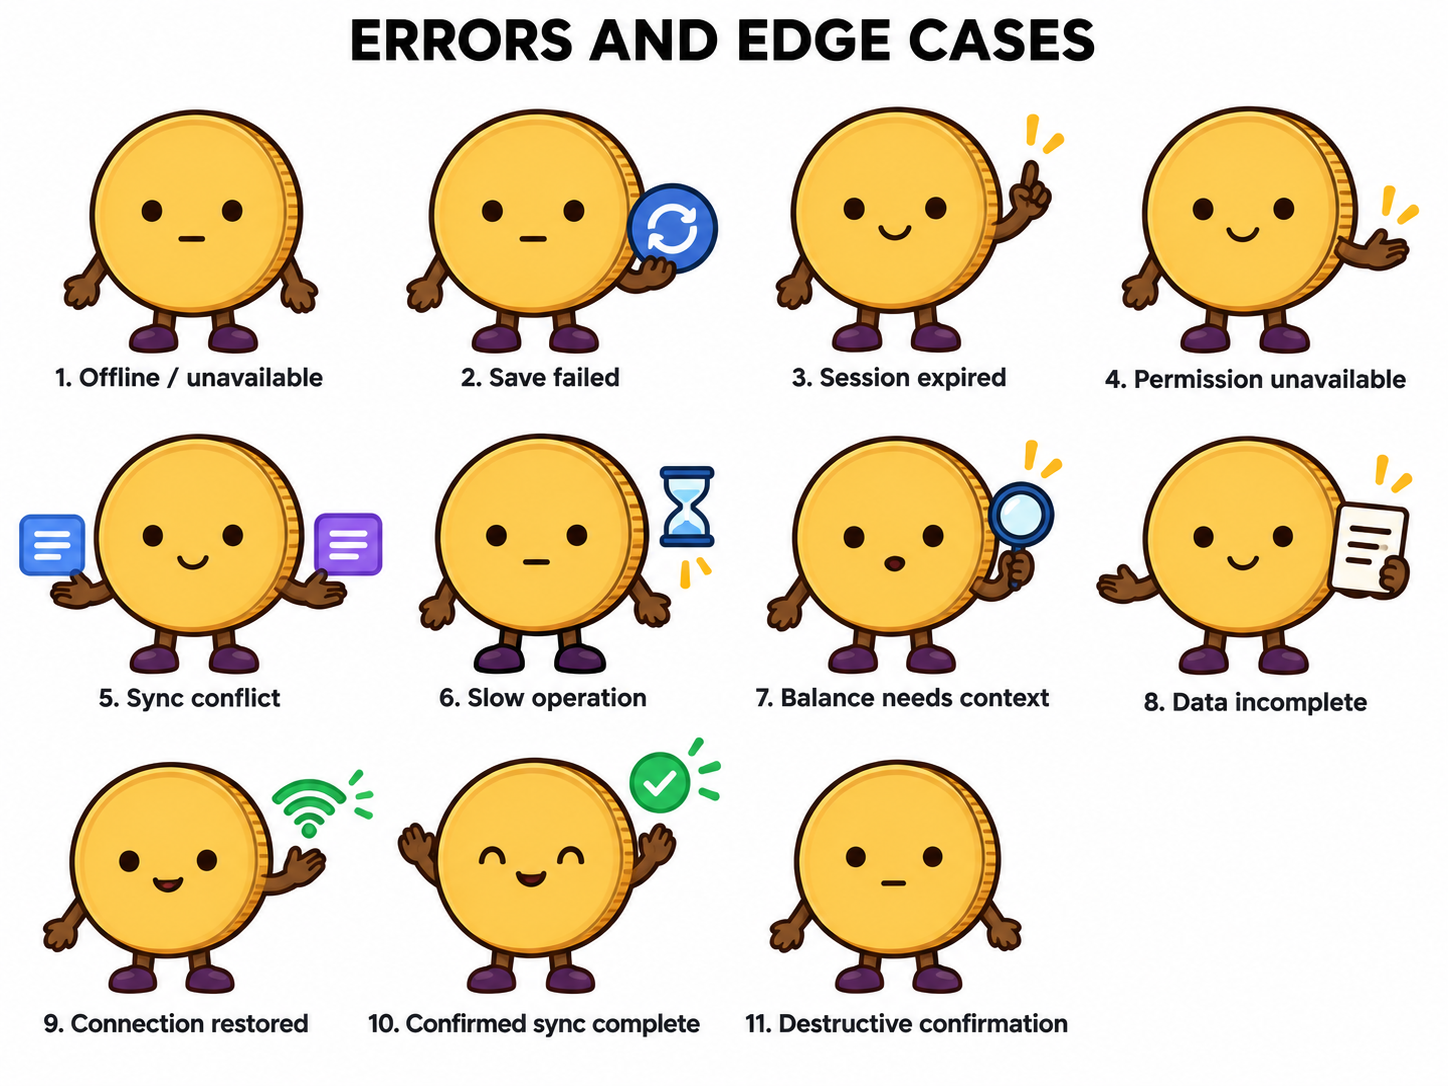 ERRORS AND EDGE CASES
1. Offline / unavailable
2. Save failed
3. Session expired
4. Permission unavailable
5. Sync conflict
6. Slow operation
7. Balance needs context
8. Data incomplete
9. Connection restored
10. Confirmed sync complete
11. Destructive confirmation